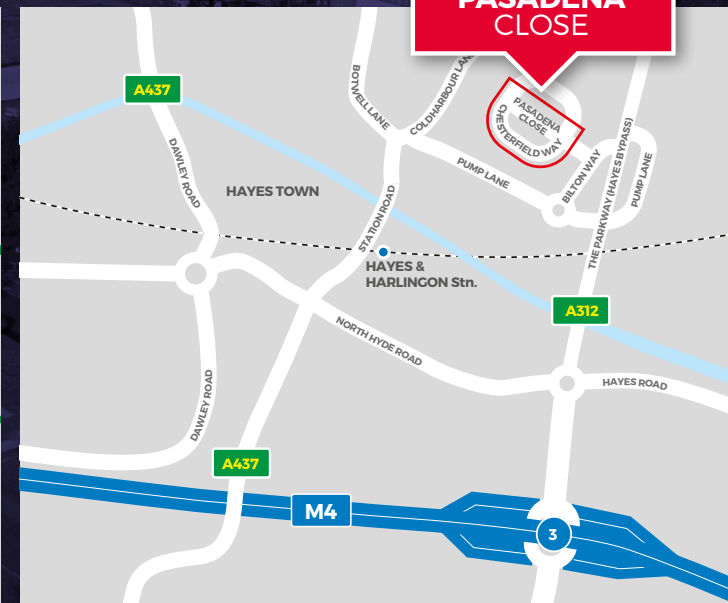 PASADENA
CLOSE
A437
BOTWELL LANE
COLDHARBOUR LANE
PASADENA
CLOSE
CHESTERFIELD WAY
DAWLEY ROAD
PUMP LANE
BILTON WAY
THE PARKWAY (HAYES BYPASS)
PUMP LANE
HAYES TOWN
STATION ROAD
HAYES &
HARLINGON Stn.
A312
NORTH HYDE ROAD
HAYES ROAD
DAWLEY ROAD
A437
M4
3